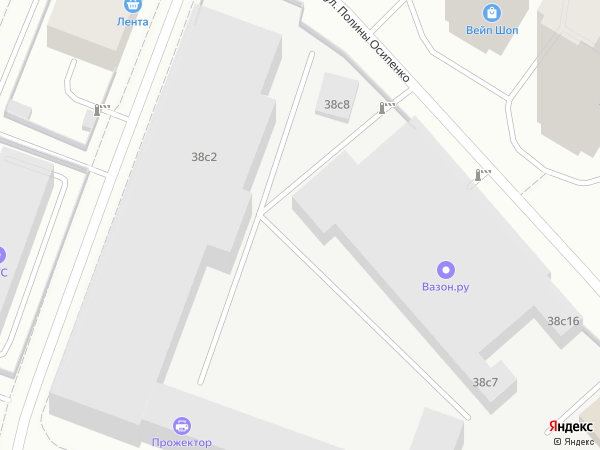 Лента
ул. Полины Осипенко
Вейп Шоп
38с8
38с2
Вазон.ру
38с16
38с7
Прожектор
Яндекс
© Яндекс